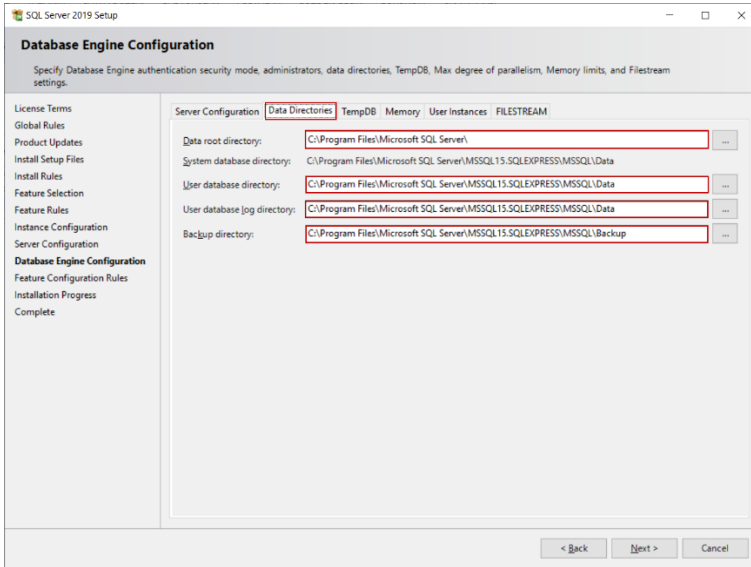 SQL Server 2019 Setup
Database Engine Configuration
Specify Database Engine authentication security mode, administrators, data directories, TempDB, Max degree of parallelism, Memory limits, and Filestream
settings.
License Terms
Global Rules
Product Updates
Install Setup Files
Install Rules
Feature Selection
Feature Rules
Instance Configuration
Server Configuration
Database Engine Configuration
Feature Configuration Rules
Installation Progress
Complete
Server Configuration Data Directories TempDB Memory User Instances FILESTREAM
Data root directory: C:\Program Files\Microsoft SQL Server\ ...
System database directory: C:\Program Files\Microsoft SQL Server\MSSQL15.SQLEXPRESS\MSSQL\Data
User database directory: C:\Program Files\Microsoft SQL Server\MSSQL15.SQLEXPRESS\MSSQL\Data ...
User database log directory: C:\Program Files\Microsoft SQL Server\MSSQL15.SQLEXPRESS\MSSQL\Data ...
Backup directory: C:\Program Files\Microsoft SQL Server\MSSQL15.SQLEXPRESS\MSSQL\Backup ...
< Back Next > Cancel